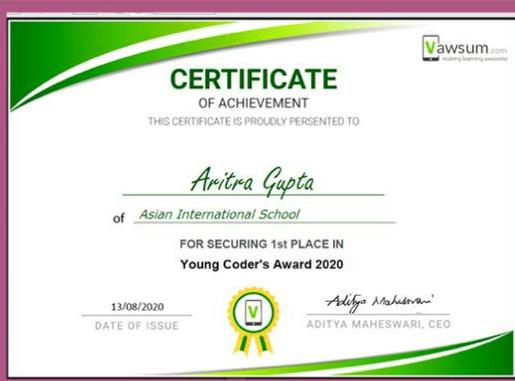 Vawsum.com
making learning awesome
CERTIFICATE
OF ACHIEVEMENT
THIS CERTIFICATE IS PROUDLY PERSENTED TO
Aritra Gupta
of Asian International School
FOR SECURING 1st PLACE IN
Young Coder's Award 2020
13/08/2020
DATE OF ISSUE
V
Aditya Maheswari
ADITYA MAHESWARI, CEO